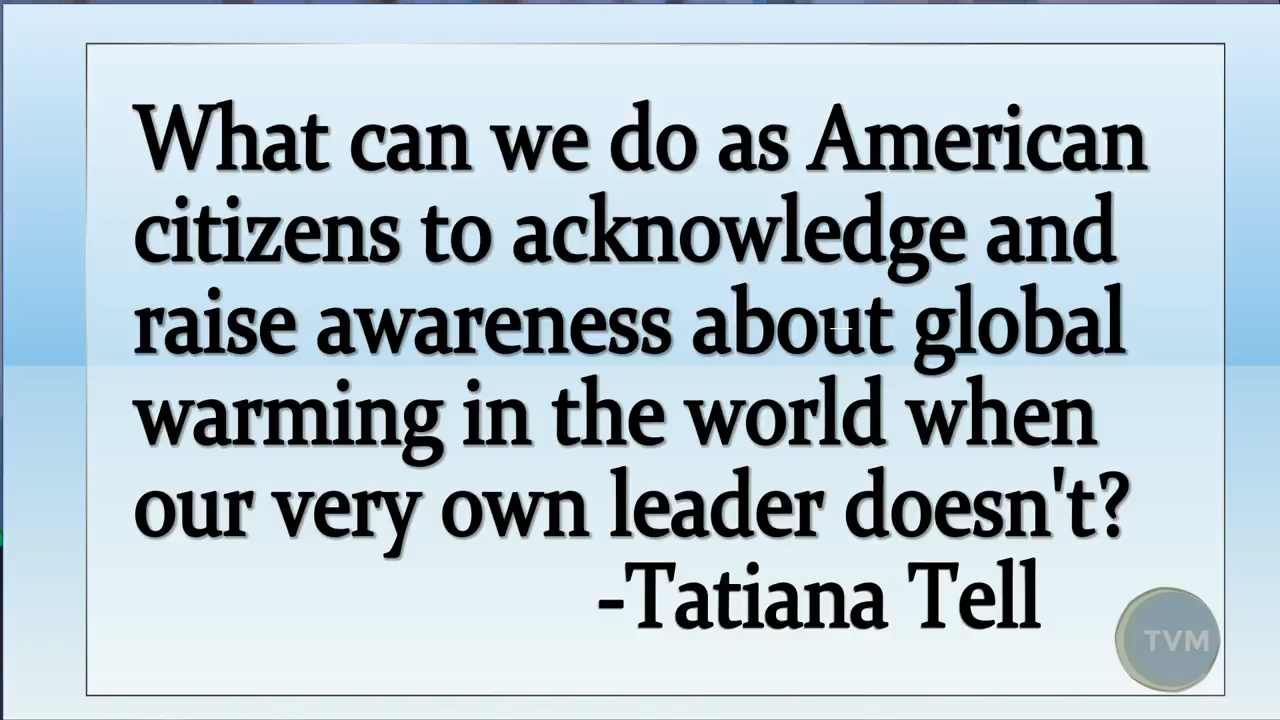 What can we do as American
citizens to acknowledge and
raise awareness about global
warming in the world when
our very own leader doesn't?
-Tatiana Tell
TVM